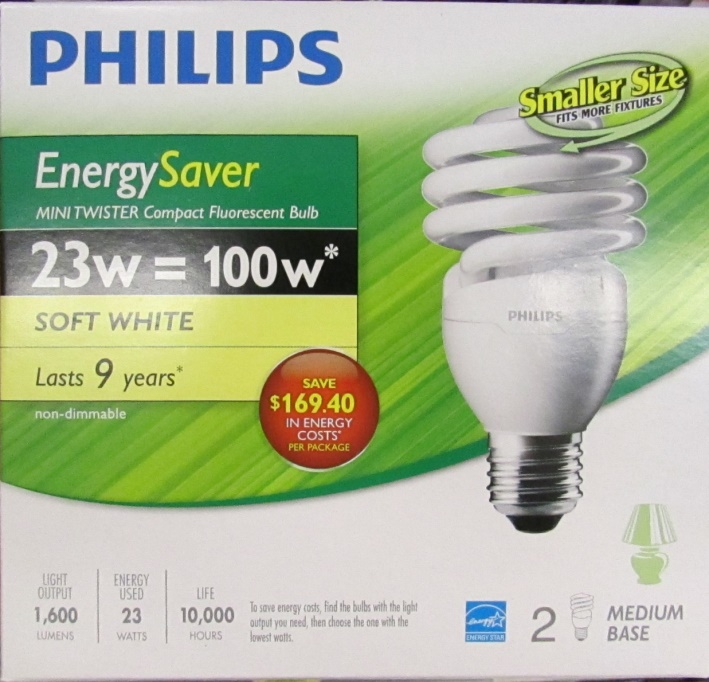 PHILIPS
Smaller Size
FITS MORE FIXTURES
EnergySaver
MINI TWISTER Compact Fluorescent Bulb
23w = 100w*
SOFT WHITE
Lasts 9 years*
non-dimmable
SAVE
$169.40
IN ENERGY
COSTS*
PER PACKAGE
PHILIPS
LIGHT
OUTPUT
1,600
LUMENS
ENERGY
USED
23
WATTS
LIFE
10,000
HOURS
To save energy costs, find the bulbs with the light
output you need, then choose the one with the
lowest watts.
energy
ENERGY STAR
2
MEDIUM
BASE